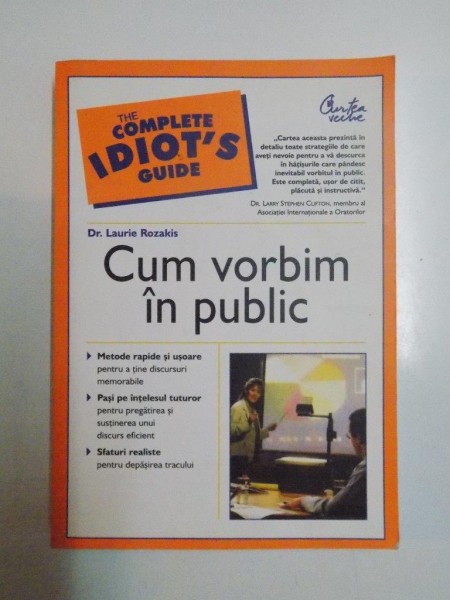 THE
COMPLETE
IDIOT'S
GUIDE
Curtea
veche
„Cartea aceasta prezintă în
detaliu toate strategiile de care
aveți nevoie pentru a vă descurca
în hățișurile care pândesc
inevitabil vorbitul în public.
Este completă, ușor de citit,
plăcută și instructivă.“
DR. LARRY STEPHEN CLIFTON, membru al
Asociației Internaționale a Oratorilor
Dr. Laurie Rozakis
Cum vorbim
în public
Metode rapide și ușoare
pentru a ține discursuri
memorabile
Pași pe înțelesul tuturor
pentru pregătirea și
susținerea unui
discurs eficient
Sfaturi realiste
pentru depășirea tracului